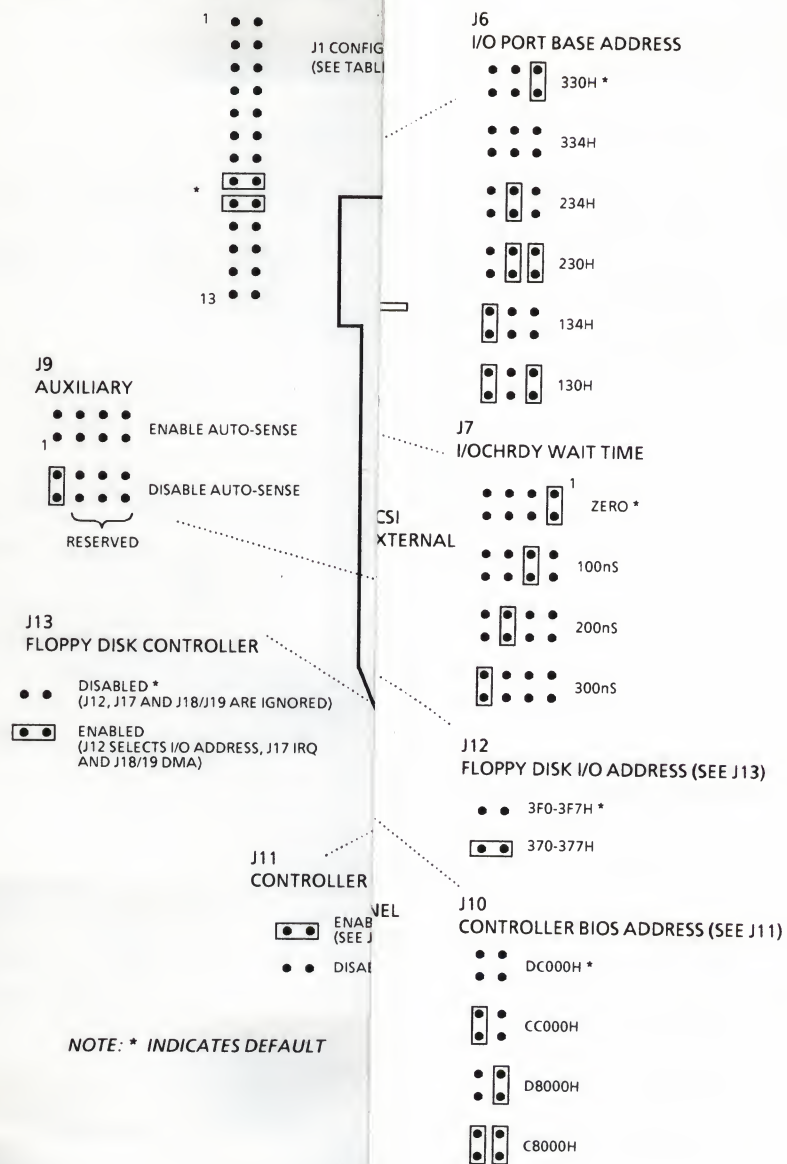 1
J1 CONFIG
(SEE TABL
*
13
J9
AUXILIARY
ENABLE AUTO-SENSE
1
DISABLE AUTO-SENSE
RESERVED
J13
FLOPPY DISK CONTROLLER
DISABLED *
(J12, J17 AND J18/J19 ARE IGNORED)
ENABLED
(J12 SELECTS I/O ADDRESS, J17 IRQ
AND J18/19 DMA)
J11
CONTROLLER
ENAB
(SEE J
DISAB
NOTE: * INDICATES DEFAULT
CSI
XTERNAL
NEL
J6
I/O PORT BASE ADDRESS
330H *
334H
234H
230H
134H
130H
J7
I/OCHRDY WAIT TIME
1
ZERO *
100nS
200nS
300nS
J12
FLOPPY DISK I/O ADDRESS (SEE J13)
3F0-3F7H *
370-377H
J10
CONTROLLER BIOS ADDRESS (SEE J11)
DC000H *
CC000H
D8000H
C8000H